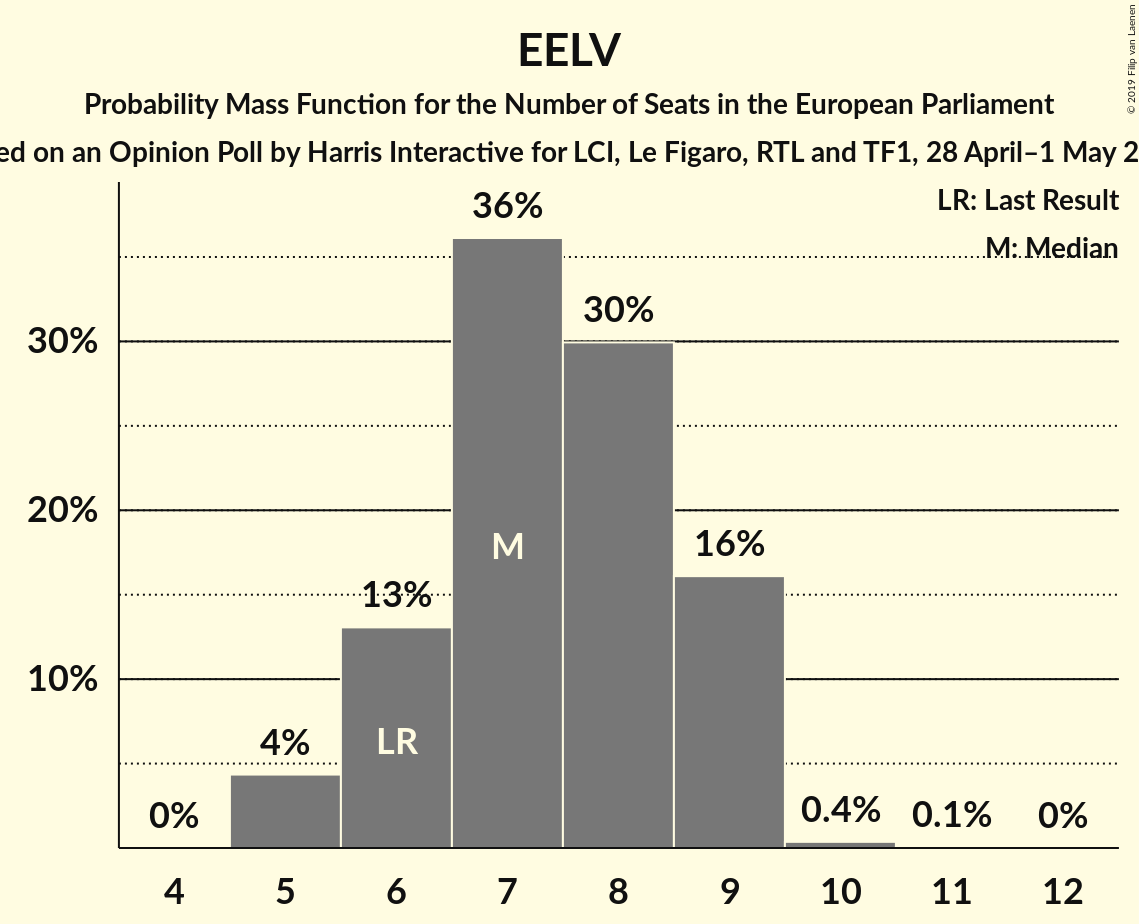 EELV
Probability Mass Function for the Number of Seats in the European Parliament
ed on an Opinion Poll by Harris Interactive for LCI, Le Figaro, RTL and TF1, 28 April–1 May 2
© 2019 Filip van Laenen
LR: Last Result
M: Median
36%
30%
30%
20%
16%
M
13%
10%
LR
4%
0%
0.4%
0.1%
0%
4 5 6 7 8 9 10 11 12